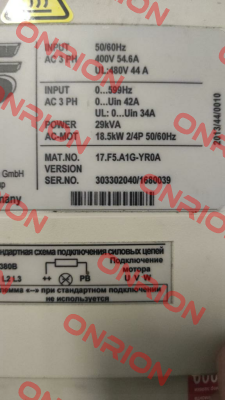 INPUT 50/60Hz
AC 3 PH 400V 54.6A
UL:480V 44 A
INPUT 0...599Hz
AC 3 PH 0...Uin 42A
UL: 0...Uin 34A
POWER 29kVA
AC-MOT 18.5kW 2/4P 50/60Hz
2013/44/0010
MAT.NO. 17.F5.A1G-YR0A
GmbH VERSION
SER.NO. 303302040/1680039
ONRION
тандартная схема подключения силовых цепей
380В
Подключение
мотора
L2 L3 ++ PB U V W
при стандартном подключении
не используется